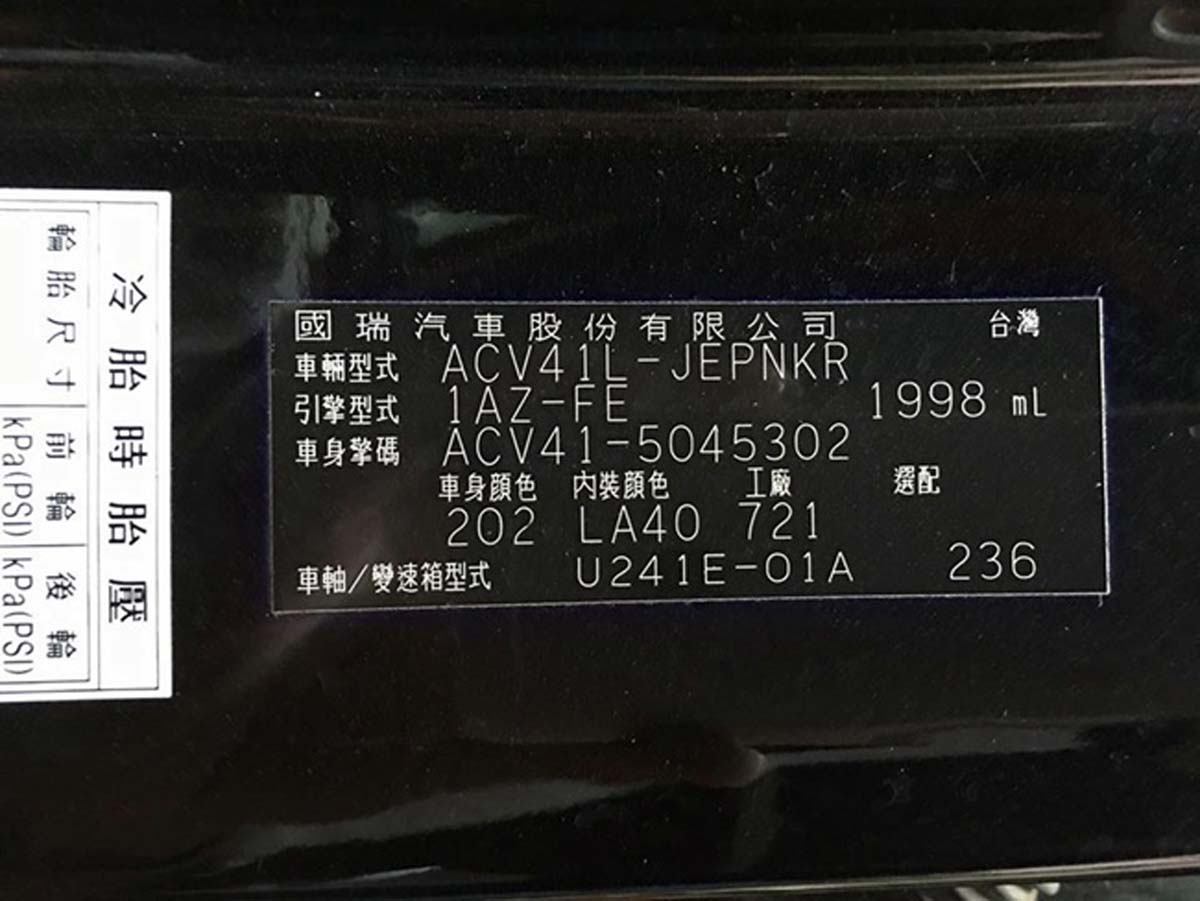 國瑞汽車股份有限公司 台灣
車輛型式 ACV41L-JEPNKR
引擎型式 1AZ-FE 1998 mL
車身擎碼 ACV41-5045302
車身顏色 內裝顏色 工廠 選配
202 LA40 721
車軸/變速箱型式 U241E-01A 236
冷胎時胎壓
輪胎尺寸 前輪 後輪
kPa(PSI) kPa(PSI)